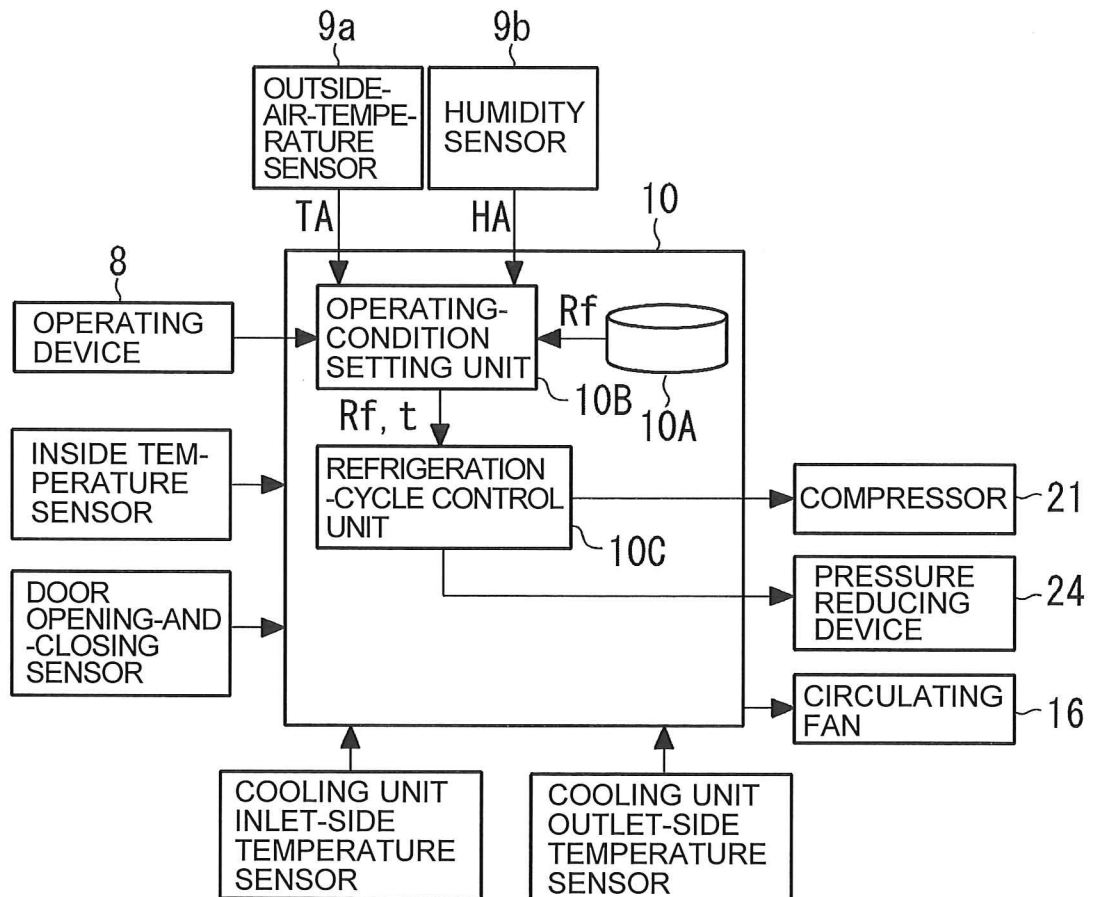 9a
9b
OUTSIDE-
AIR-TEMPE-
RATURE
SENSOR
HUMIDITY
SENSOR
TA
HA
10
8
OPERATING
DEVICE
OPERATING-
CONDITION
SETTING UNIT
Rf
10B
10A
Rf, t
INSIDE TEM-
PERATURE
SENSOR
REFRIGERATION
-CYCLE CONTROL
UNIT
10C
COMPRESSOR
21
DOOR
OPENING-AND
-CLOSING
SENSOR
PRESSURE
REDUCING
DEVICE
24
CIRCULATING
FAN
16
COOLING UNIT
INLET-SIDE
TEMPERATURE
SENSOR
COOLING UNIT
OUTLET-SIDE
TEMPERATURE
SENSOR